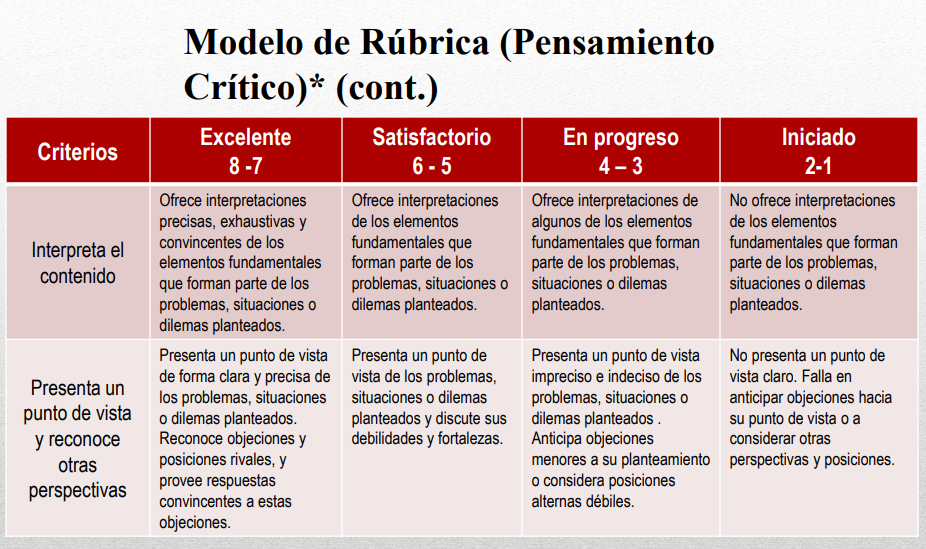 Modelo de Rúbrica (Pensamiento
Crítico)* (cont.)
Criterios
Excelente
8 -7
Satisfactorio
6 - 5
En progreso
4 – 3
Iniciado
2-1
Interpreta el
contenido
Ofrece interpretaciones
precisas, exhaustivas y
convincentes de los
elementos fundamentales
que forman parte de los
problemas, situaciones o
dilemas planteados.
Ofrece interpretaciones
de los elementos
fundamentales que
forman parte de los
problemas, situaciones o
dilemas planteados.
Ofrece interpretaciones de
algunos de los elementos
fundamentales que forman
parte de los problemas,
situaciones o dilemas
planteados.
No ofrece interpretaciones
de los elementos
fundamentales que forman
parte de los problemas,
situaciones o dilemas
planteados.
Presenta un
punto de vista
y reconoce
otras
perspectivas
Presenta un punto de vista
de forma clara y precisa de
los problemas, situaciones
o dilemas planteados.
Reconoce objeciones y
posiciones rivales, y
provee respuestas
convincentes a estas
objeciones.
Presenta un punto de
vista de los problemas,
situaciones o dilemas
planteados y discute sus
debilidades y fortalezas.
Presenta un punto de vista
impreciso e indeciso de los
problemas, situaciones o
dilemas planteados .
Anticipa objeciones
menores a su planteamiento
o considera posiciones
alternas débiles.
No presenta un punto de
vista claro. Falla en
anticipar objeciones hacia
su punto de vista o a
considerar otras
perspectivas y posiciones.